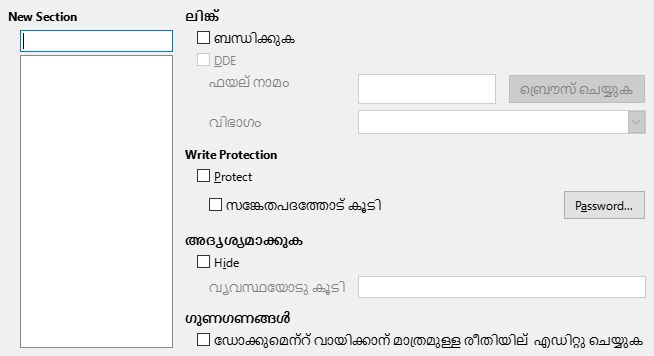 New Section
ലിങ്ക്
ബന്ധിക്കുക
DDE
ഫയല് നാമം
ബ്രൌസ് ചെയ്യുക
വിഭാഗം
Write Protection
Protect
സങ്കേതപദത്തോട് കൂടി
Password...
അദൃശ്യമാക്കുക
Hide
വ്യവസ്ഥയോടു കൂടി
ഗുണഗണങ്ങള്‍
ഡോക്കുമെന്റ് വായിക്കാന് മാത്രമുള്ള രീതിയില് എഡിറ്റു ചെയ്യുക